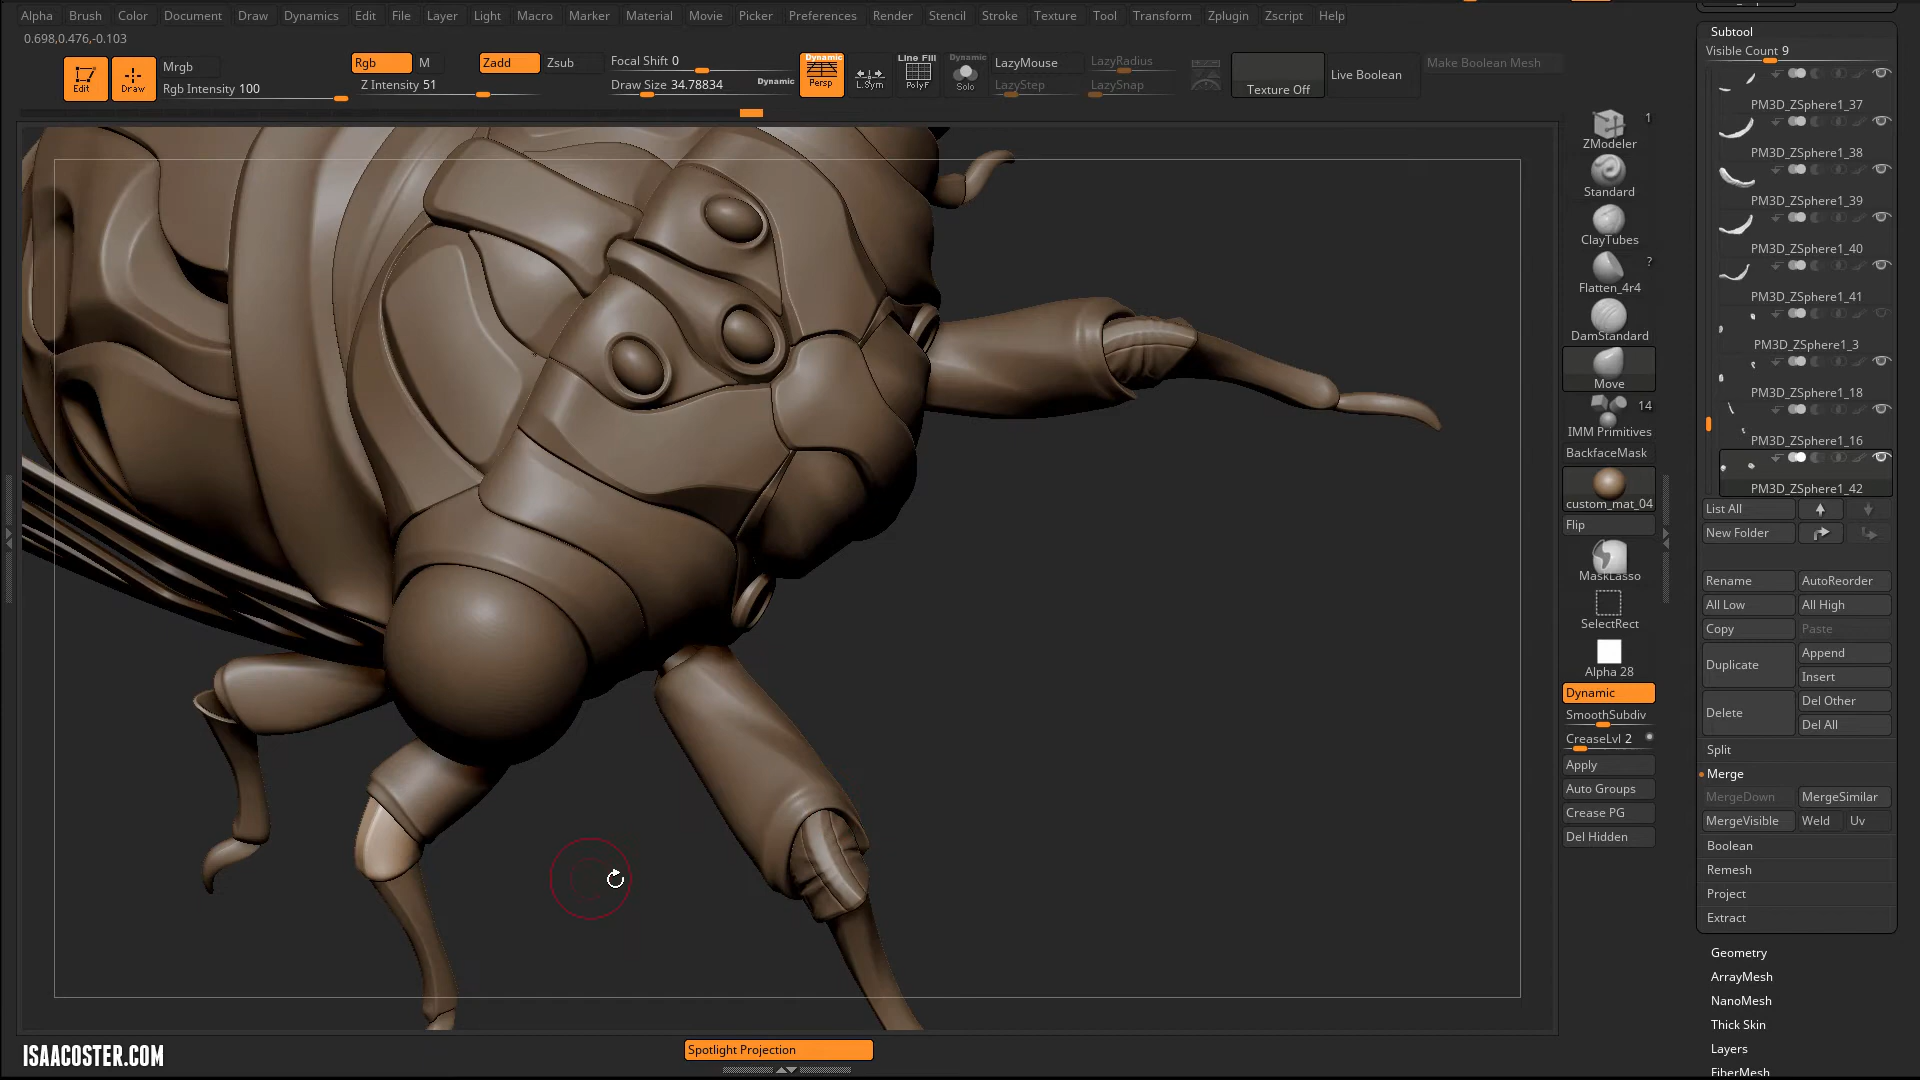 Alpha Brush Color Document Draw Dynamics Edit File Layer Light Macro Marker Material Movie Picker Preferences Render Stencil Stroke Texture Tool Transform Zplugin Zscript Help
0.698,0.476,-0.103
Edit
Draw
Mrgb
Rgb Intensity 100
Rgb
M
Z Intensity 51
Zadd
Zsub
Focal Shift 0
Draw Size 34.78834
Dynamic
Dynamic
Persp
L.Sym
Line Fill
PolyF
Dynamic
Solo
LazyMouse
LazyStep
LazyRadius
LazySnap
Texture Off
Live Boolean
Make Boolean Mesh
1
ZModeler
Standard
ClayTubes
?
Flatten_4r4
DamStandard
Move
14
IMM Primitives
BackfaceMask
custom_mat_04
Flip
MaskLasso
SelectRect
Alpha 28
Dynamic
SmoothSubdiv
CreaseLvl 2
Apply
Auto Groups
Crease PG
Del Hidden
Subtool
Visible Count 9
PM3D_ZSphere1_37
PM3D_ZSphere1_38
PM3D_ZSphere1_39
PM3D_ZSphere1_40
PM3D_ZSphere1_41
PM3D_ZSphere1_3
PM3D_ZSphere1_18
PM3D_ZSphere1_16
PM3D_ZSphere1_42
List All
New Folder
Rename AutoReorder
All Low All High
Copy Paste
Duplicate Append
Insert
Delete Del Other
Del All
Split
Merge
MergeDown MergeSimilar
MergeVisible Weld Uv
Boolean
Remesh
Project
Extract
Geometry
ArrayMesh
NanoMesh
Thick Skin
Layers
FiberMesh
ISAACOSTER.COM
Spotlight Projection